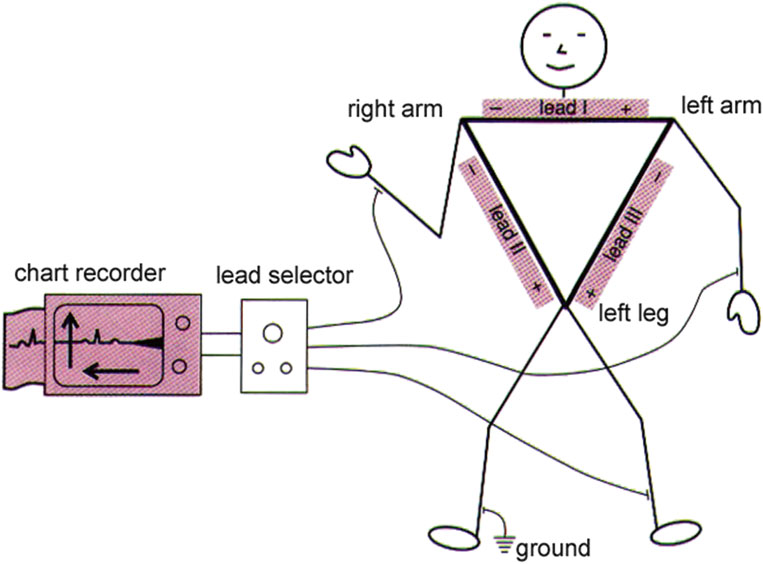 right arm
− lead I +
left arm
− lead II +
− lead III +
chart recorder
lead selector
left leg
ground